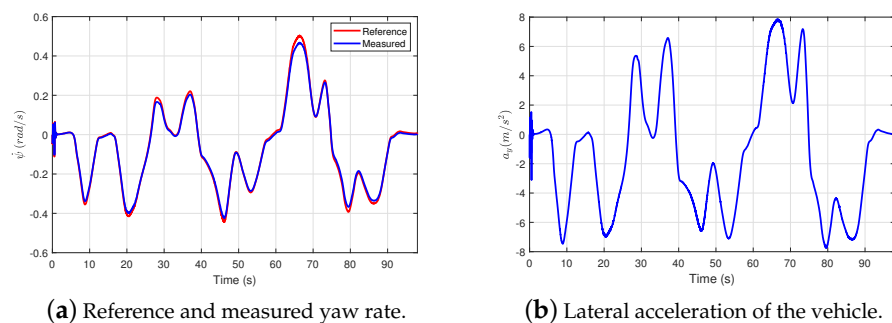 0.6
0.4
0.2
0
-0.2
-0.4
-0.6
ψ̇ (rad/s)
0 10 20 30 40 50 60 70 80 90
Time (s)
Reference
Measured
(a) Reference and measured yaw rate.
8
6
4
2
0
-2
-4
-6
-8
a_y(m/s²)
0 10 20 30 40 50 60 70 80 90
Time (s)
(b) Lateral acceleration of the vehicle.